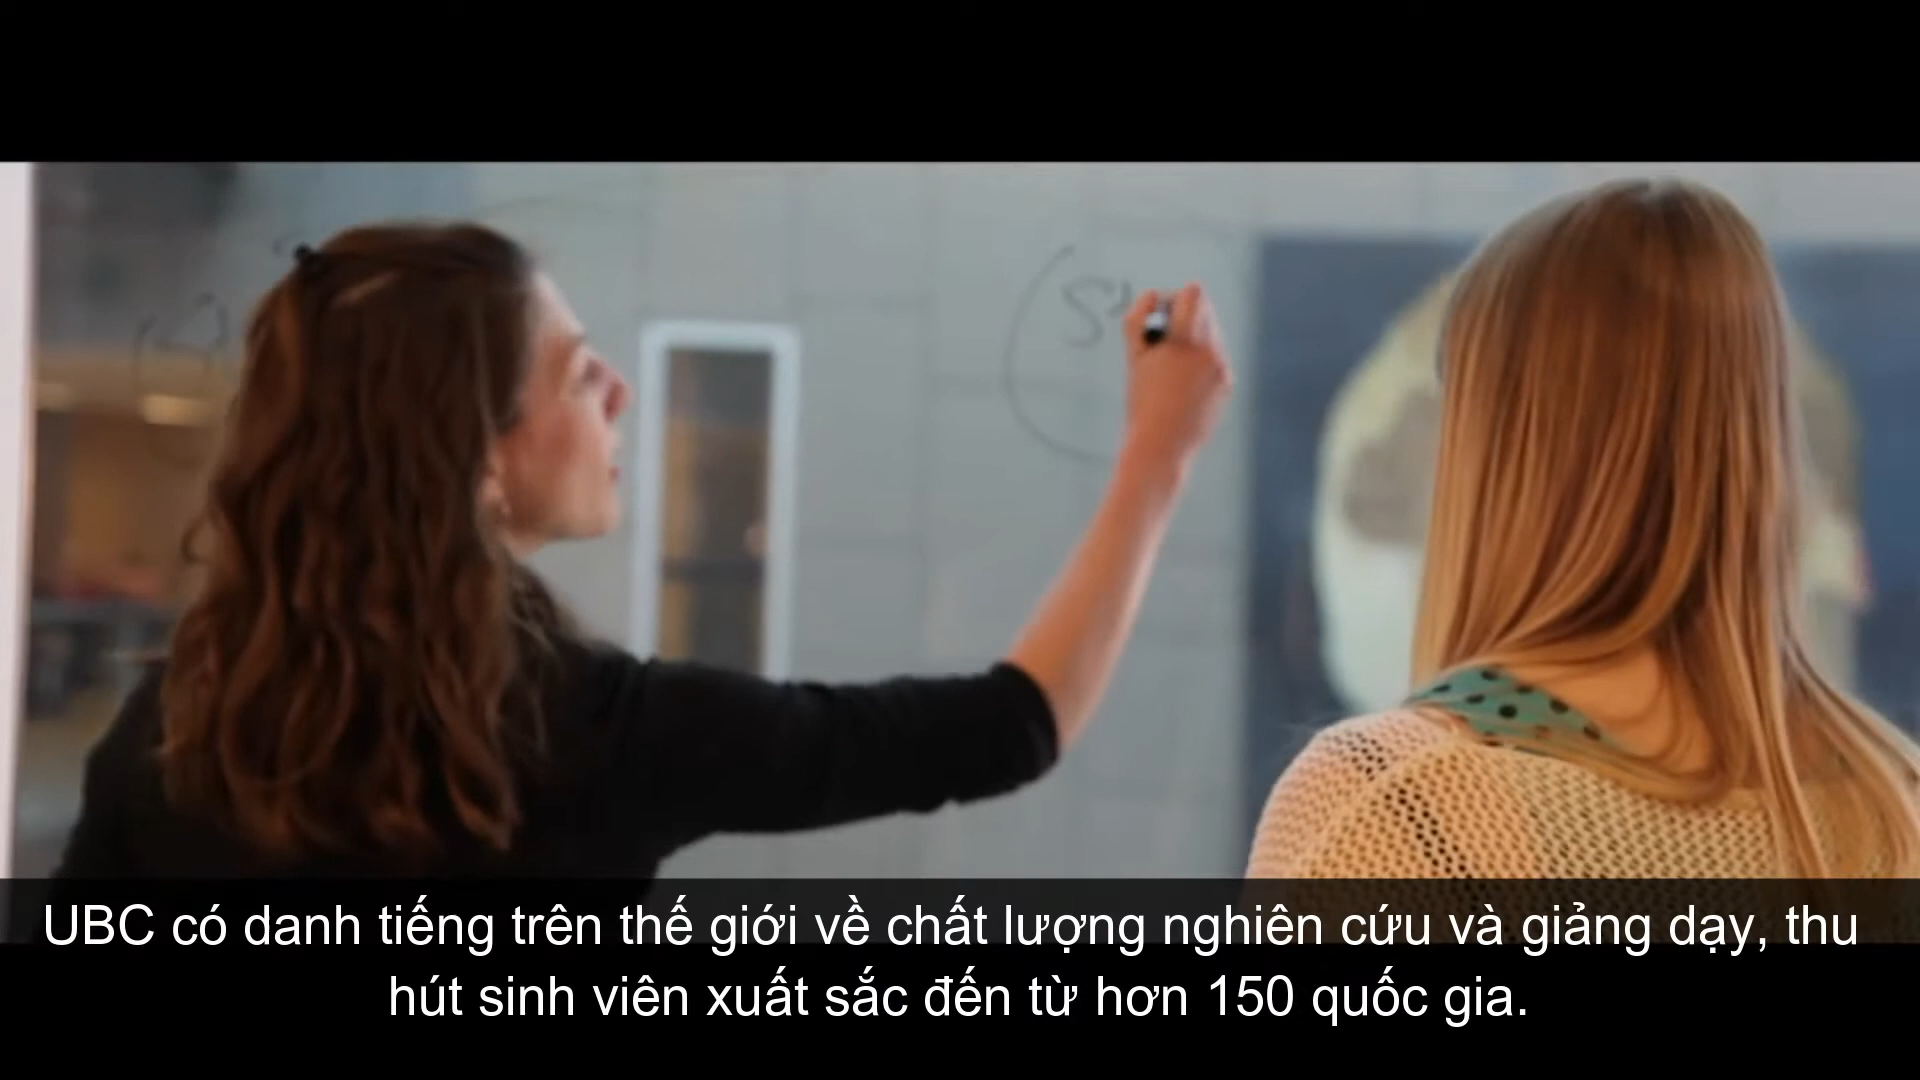 UBC có danh tiếng trên thế giới về chất lượng nghiên cứu và giảng dạy, thu
hút sinh viên xuất sắc đến từ hơn 150 quốc gia.